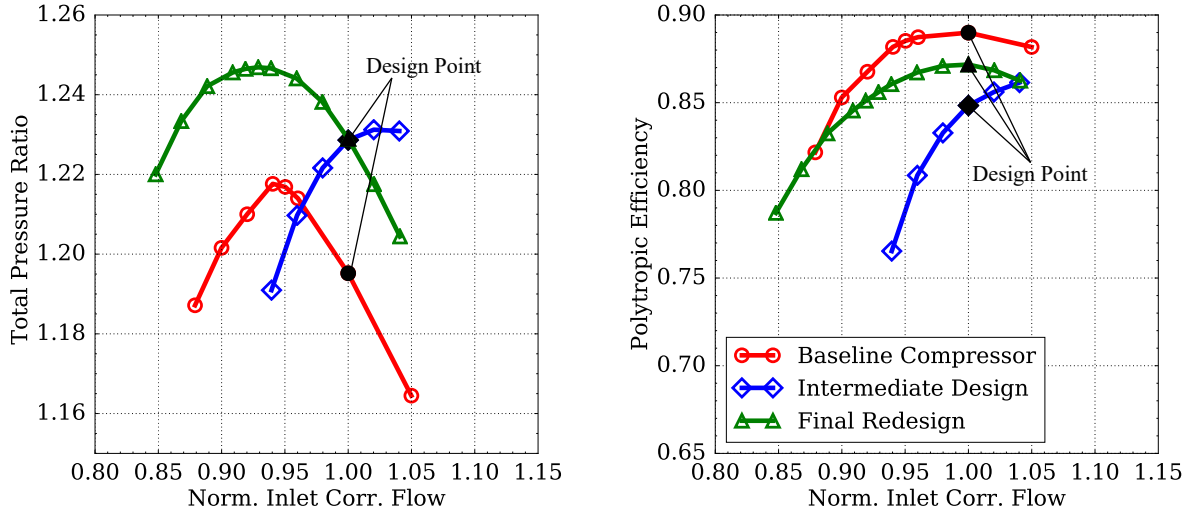 1.26
1.24
1.22
1.20
1.18
1.16
Total Pressure Ratio
Design Point
0.80 0.85 0.90 0.95 1.00 1.05 1.10 1.15
Norm. Inlet Corr. Flow
0.90
0.85
0.80
0.75
0.70
0.65
Polytropic Efficiency
Design Point
Baseline Compressor
Intermediate Design
Final Redesign
0.80 0.85 0.90 0.95 1.00 1.05 1.10 1.15
Norm. Inlet Corr. Flow